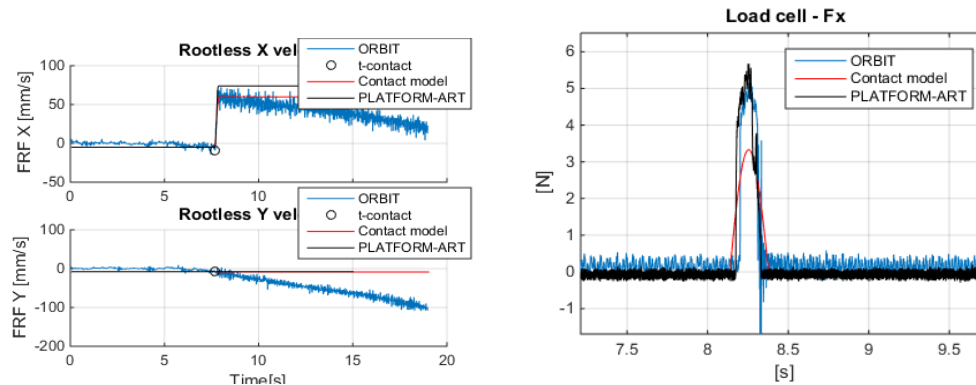 Rootless X vel
ORBIT
t-contact
Contact model
PLATFORM-ART
FRF X [mm/s]
100
50
0
-50
0
5
10
15
20
Rootless Y vel
ORBIT
t-contact
Contact model
PLATFORM-ART
FRF Y [mm/s]
100
0
-100
-200
0
5
10
15
20
Time[s]
Load cell - Fx
ORBIT
Contact model
PLATFORM-ART
[N]
6
5
4
3
2
1
0
-1
7.5
8
8.5
9
9.5
[s]